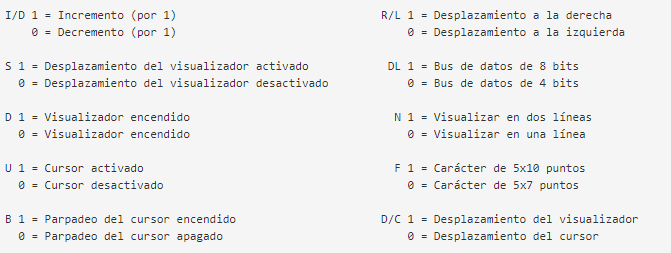 I/D 1 = Incremento (por 1)
0 = Decremento (por 1)
S 1 = Desplazamiento del visualizador activado
0 = Desplazamiento del visualizador desactivado
D 1 = Visualizador encendido
0 = Visualizador encendido
U 1 = Cursor activado
0 = Cursor desactivado
B 1 = Parpadeo del cursor encendido
0 = Parpadeo del cursor apagado
R/L 1 = Desplazamiento a la derecha
0 = Desplazamiento a la izquierda
DL 1 = Bus de datos de 8 bits
0 = Bus de datos de 4 bits
N 1 = Visualizar en dos líneas
0 = Visualizar en una línea
F 1 = Carácter de 5x10 puntos
0 = Carácter de 5x7 puntos
D/C 1 = Desplazamiento del visualizador
0 = Desplazamiento del cursor